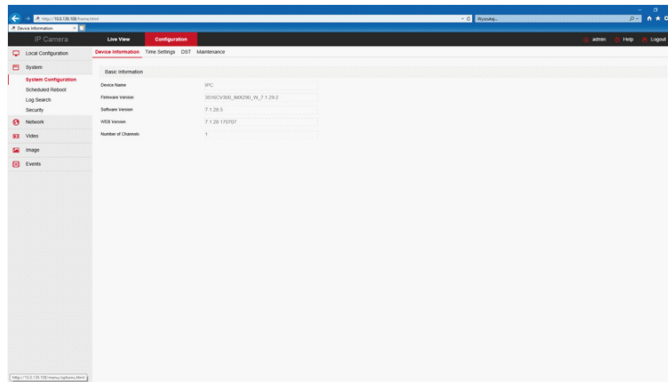 Device Information
IP Camera
Live View
Configuration
admin
Help
Logout
Local Configuration
System
System Configuration
Scheduled Reboot
Log Search
Security
Network
Video
Image
Events
Device Information Time Settings DST Maintenance
Basic Information
Device Name IPC
Firmware Version
Software Version 7.1.28.5
WEB Version
Number of Channels 1